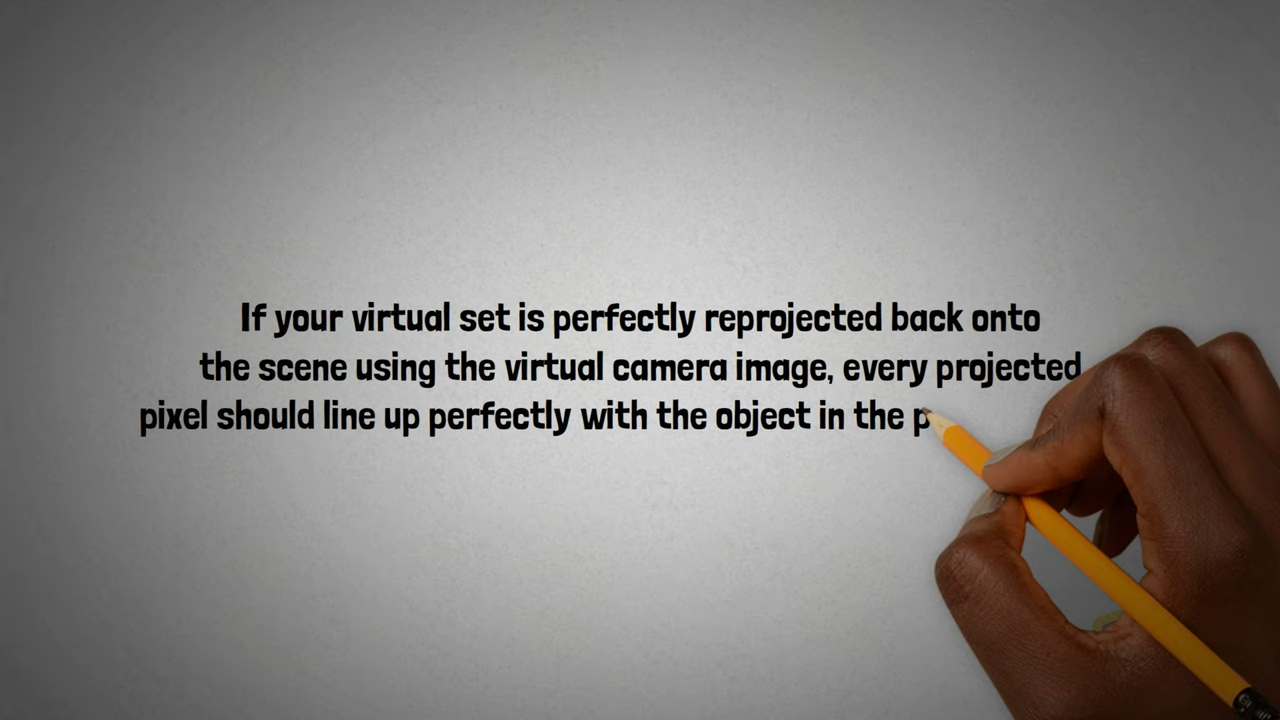 If your virtual set is perfectly reprojected back onto
the scene using the virtual camera image, every projected
pixel should line up perfectly with the object in the p